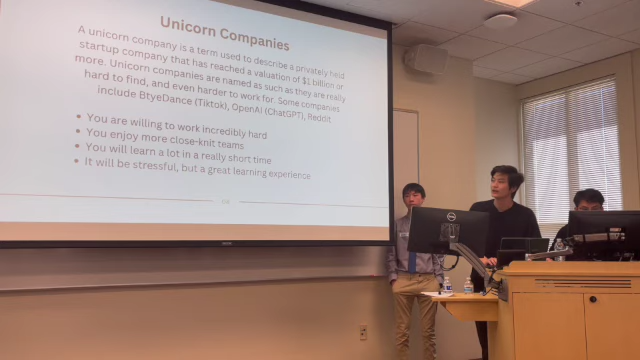 Unicorn Companies
A unicorn company is a term used to describe a privately held
startup company that has reached a valuation of $1 billion or
more. Unicorn companies are named as such as they are really
hard to find, and even harder to work for. Some companies
include BtyeDance (Tiktok), OpenAI (ChatGPT), Reddit
• You are willing to work incredibly hard
• You enjoy more close-knit teams
• You will learn a lot in a really short time
• It will be stressful, but a great learning experience
DELL